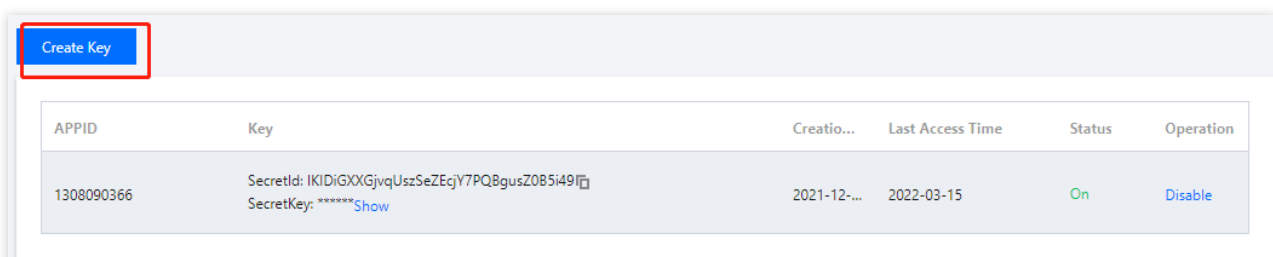 Create Key
APPID Key Creatio... Last Access Time Status Operation
SecretId: IKIDiGXXGjvqUszSeZEcjY7PQBgusZ0B5i49
1308090366 2021-12-... 2022-03-15 On Disable
SecretKey: ******Show